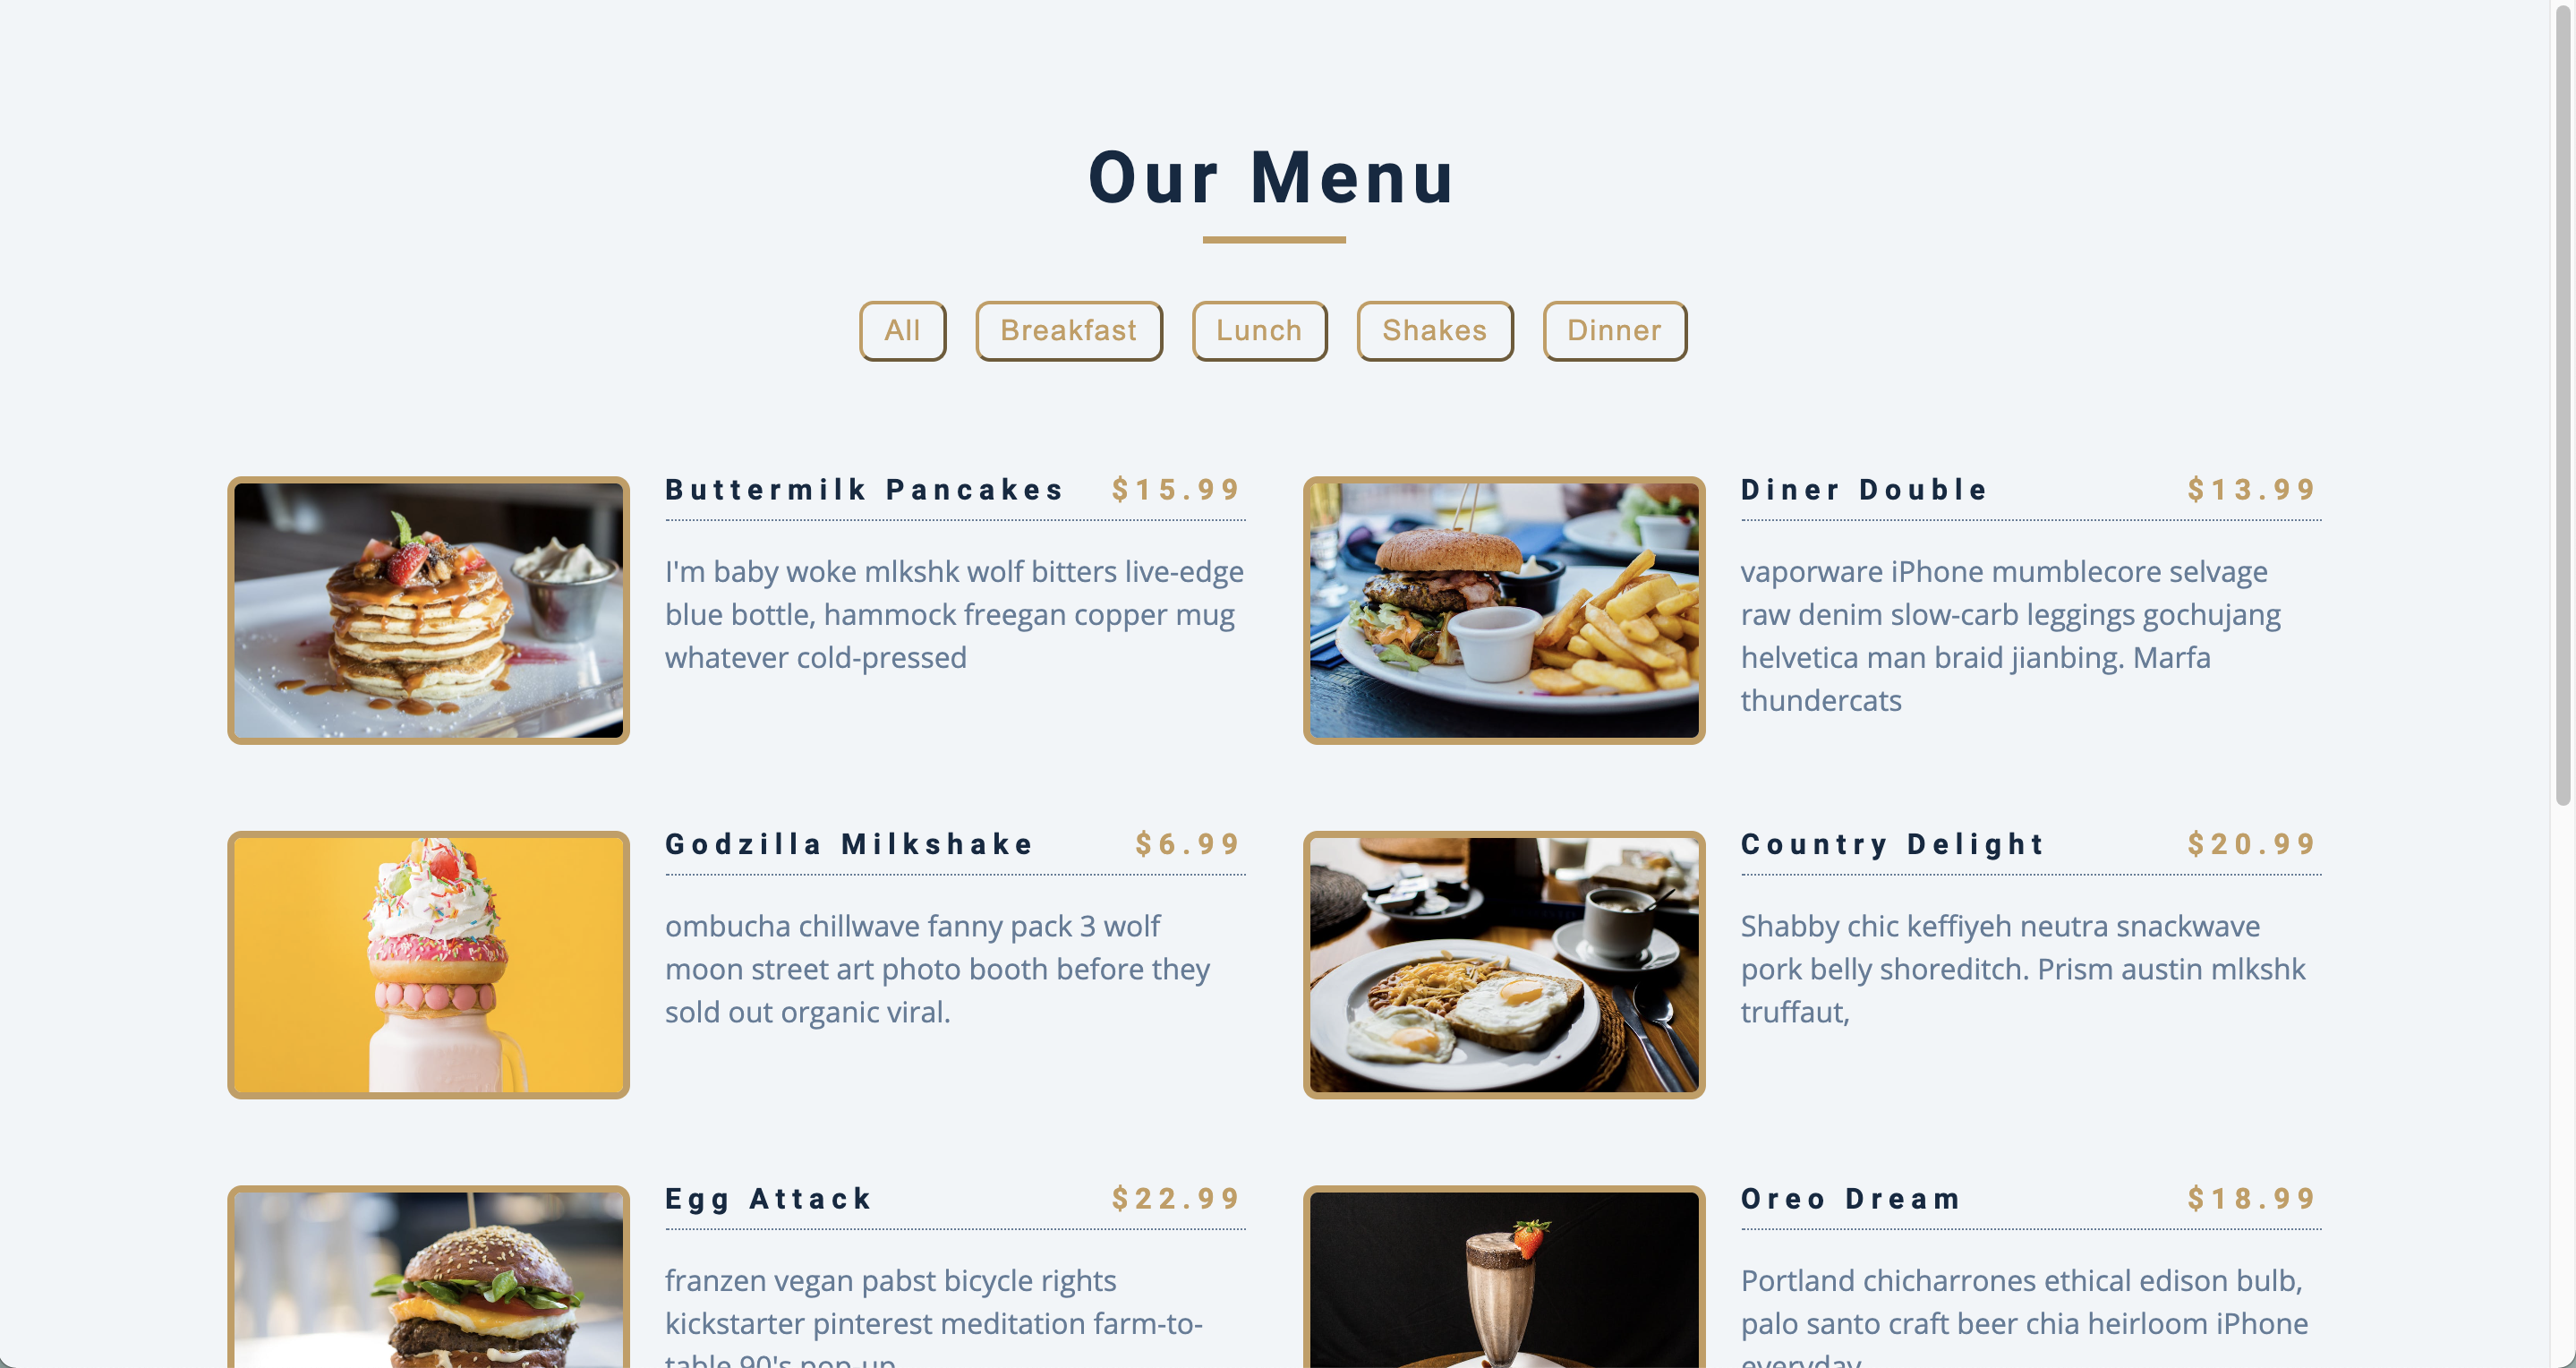 Our Menu
All
Breakfast
Lunch
Shakes
Dinner
Buttermilk Pancakes $15.99
I'm baby woke mlkshk wolf bitters live-edge
blue bottle, hammock freegan copper mug
whatever cold-pressed
Diner Double $13.99
vaporware iPhone mumblecore selvage
raw denim slow-carb leggings gochujang
helvetica man braid jianbing. Marfa
thundercats
Godzilla Milkshake $6.99
ombucha chillwave fanny pack 3 wolf
moon street art photo booth before they
sold out organic viral.
Country Delight $20.99
Shabby chic keffiyeh neutra snackwave
pork belly shoreditch. Prism austin mlkshk
truffaut,
Egg Attack $22.99
franzen vegan pabst bicycle rights
kickstarter pinterest meditation farm-to-
table 90's pop-up
Oreo Dream $18.99
Portland chicharrones ethical edison bulb,
palo santo craft beer chia heirloom iPhone
everyday